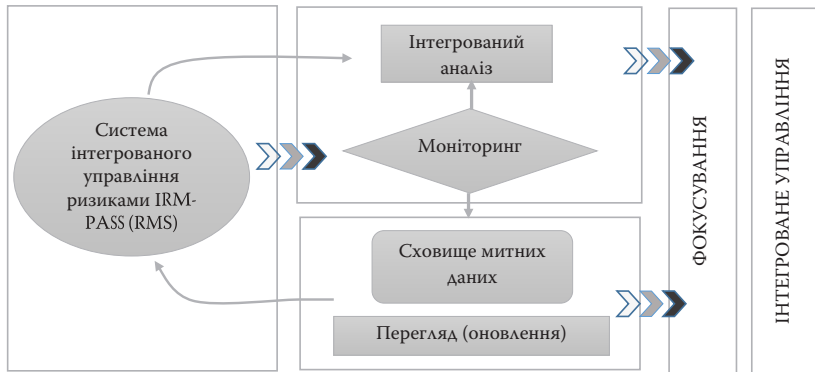 Система
інтегрованого
управління
ризиками IRM-
PASS (RMS)
Інтегрований
аналіз
Моніторинг
Сховище митних
даних
Перегляд (оновлення)
ФОКУСУВАННЯ
ІНТЕГРОВАНЕ УПРАВЛІННЯ